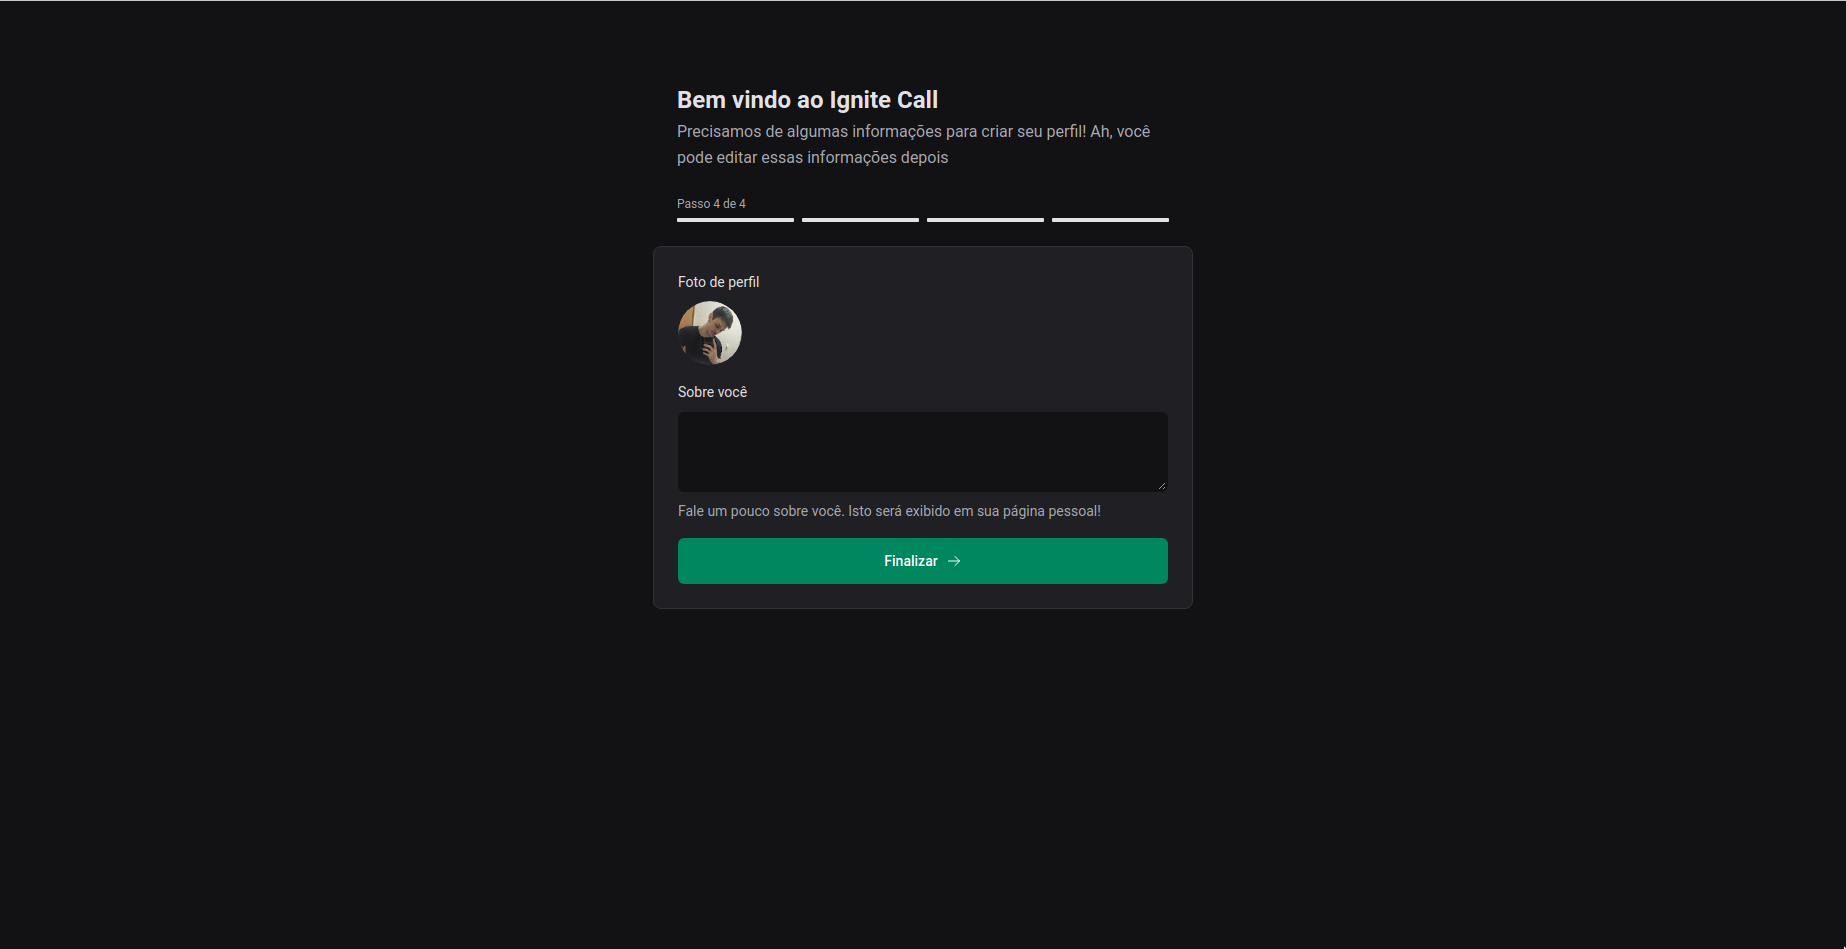 Bem vindo ao Ignite Call
Precisamos de algumas informações para criar seu perfil! Ah, você
pode editar essas informações depois
Passo 4 de 4
Foto de perfil
Sobre você
Fale um pouco sobre você. Isto será exibido em sua página pessoal!
Finalizar